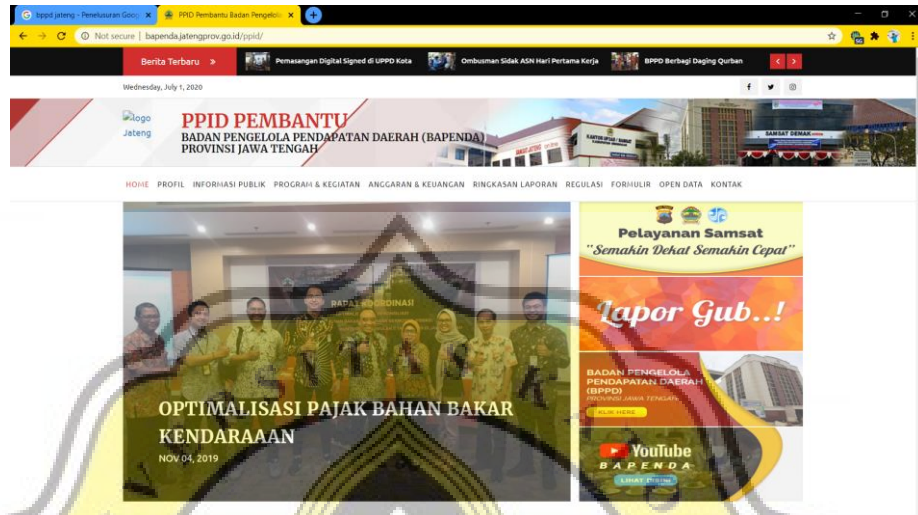 bppd jateng - Penelusuran Goog
PPID Pembantu Badan Pengelola
Not secure | bapenda.jatengprov.go.id/ppid/
Berita Terbaru »
Pemasangan Digital Signed di UPPD Kota
Ombusman Sidak ASN Hari Pertama Kerja
BPPD Berbagi Daging Qurban
Wednesday, July 1, 2020
logo
Jateng
PPID PEMBANTU
BADAN PENGELOLA PENDAPATAN DAERAH (BAPENDA)
PROVINSI JAWA TENGAH
SAMSAT DEMAK
HOME PROFIL INFORMASI PUBLIK PROGRAM & KEGIATAN ANGGARAN & KEUANGAN RINGKASAN LAPORAN REGULASI FORMULIR OPEN DATA KONTAK
RAPAT KOORDINASI
OPTIMALISASI PAJAK BAHAN BAKAR
KENDARAAAN
NOV 04, 2019
Pelayanan Samsat
"Semakin Dekat Semakin Cepat"
Lapor Gub..!
BADAN PENGELOLA
PENDAPATAN DAERAH
(BPPD)
PROVINSI JAWA TENGAH
KLIK HERE
YouTube
BAPENDA
LIHAT DISINI